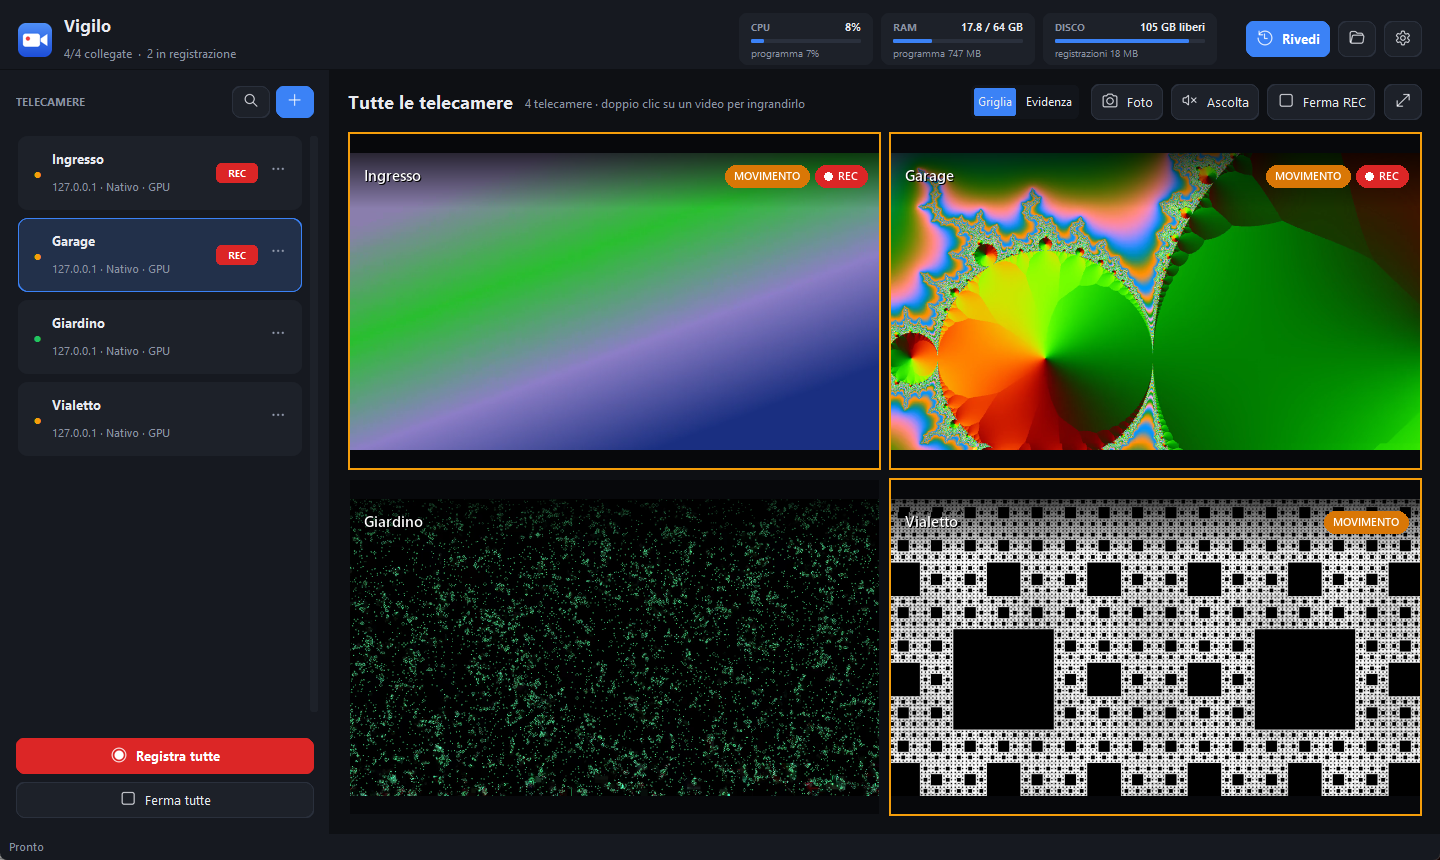 Vigilo
4/4 collegate · 2 in registrazione
CPU 8%
programma 7%
RAM 17.8 / 64 GB
programma 747 MB
DISCO 105 GB liberi
registrazioni 18 MB
Rivedi
TELECAMERE
Ingresso
127.0.0.1 · Nativo · GPU
REC
Garage
127.0.0.1 · Nativo · GPU
REC
Giardino
127.0.0.1 · Nativo · GPU
Vialetto
127.0.0.1 · Nativo · GPU
Registra tutte
Ferma tutte
Pronto
Tutte le telecamere 4 telecamere · doppio clic su un video per ingrandirlo
Griglia Evidenza Foto Ascolta Ferma REC
Ingresso MOVIMENTO REC
Garage MOVIMENTO REC
Giardino
Vialetto MOVIMENTO